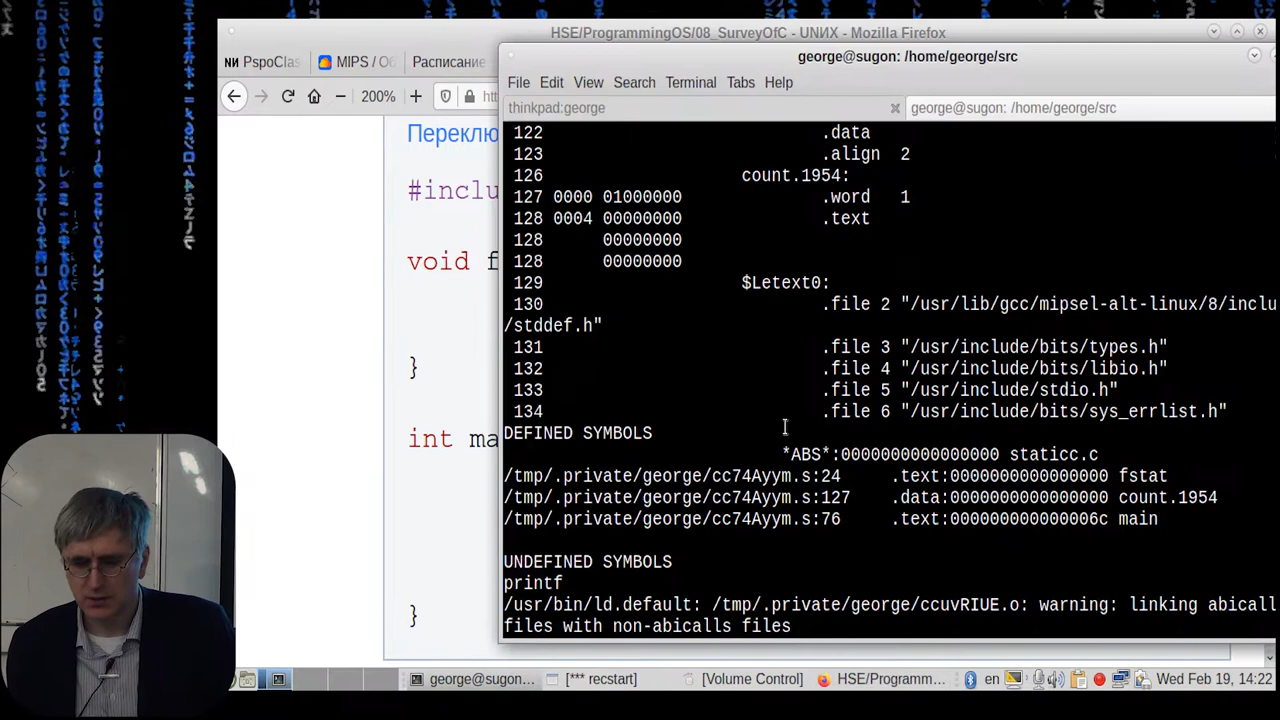 HSE/ProgrammingOS/08_SurveyOfC - UNИX - Mozilla Firefox
ИИ PspoClas
MIPS / Об
Расписание
200%
htt
george@sugon: /home/george/src
File Edit View Search Terminal Tabs Help
thinkpad:george
george@sugon: /home/george/src
Переклю
#inclu
void f
}
int ma
}
122 .data
123 .align 2
126 count.1954:
127 0000 01000000 .word 1
128 0004 00000000 .text
128 00000000
128 00000000
129 $Letext0:
130 .file 2 "/usr/lib/gcc/mipsel-alt-linux/8/inclu
/stddef.h"
131 .file 3 "/usr/include/bits/types.h"
132 .file 4 "/usr/include/bits/libio.h"
133 .file 5 "/usr/include/stdio.h"
134 .file 6 "/usr/include/bits/sys_errlist.h"
DEFINED SYMBOLS
*ABS*:0000000000000000 staticc.c
/tmp/.private/george/cc74Ayym.s:24 .text:0000000000000000 fstat
/tmp/.private/george/cc74Ayym.s:127 .data:0000000000000000 count.1954
/tmp/.private/george/cc74Ayym.s:76 .text:000000000000006c main
UNDEFINED SYMBOLS
printf
/usr/bin/ld.default: /tmp/.private/george/ccuvRIUE.o: warning: linking abicall
files with non-abicalls files
george@sugon...
[*** recstart]
[Volume Control]
HSE/Programm...
en
Wed Feb 19, 14:22